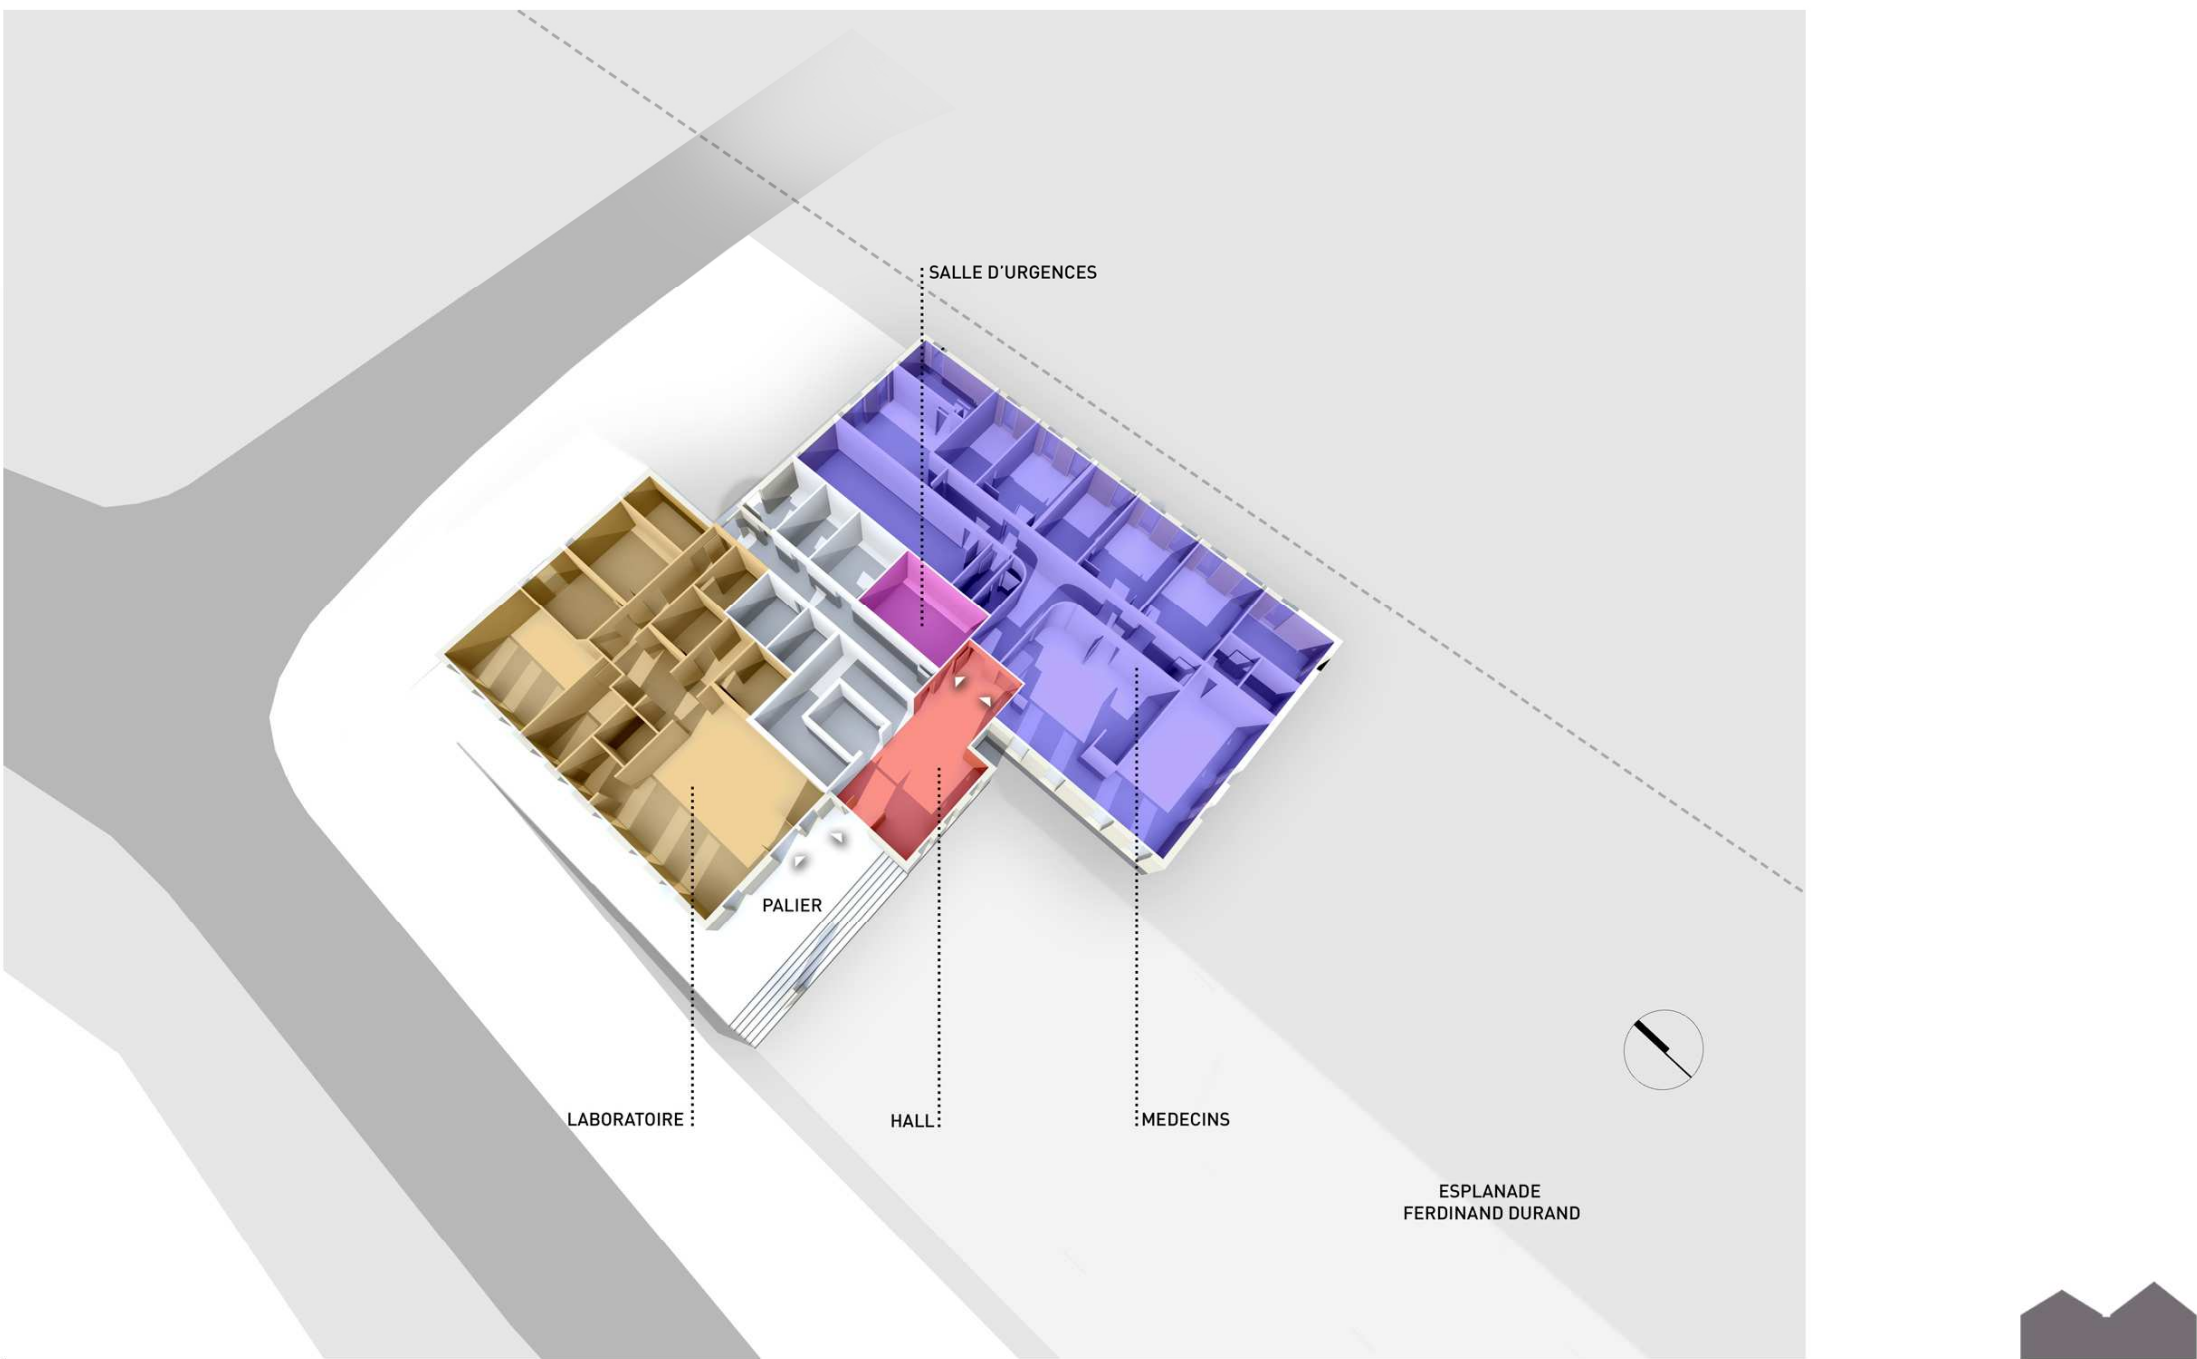 SALLE D'URGENCES
PALIER
LABORATOIRE
HALL
MEDECINS
ESPLANADE
FERDINAND DURAND